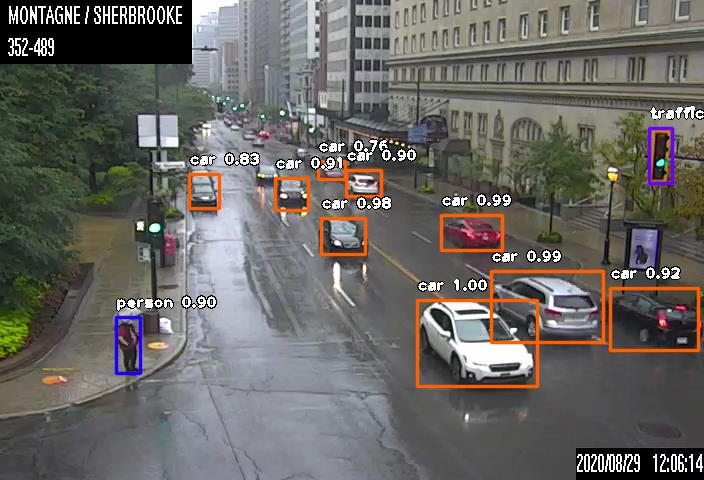 MONTAGNE / SHERBROOKE
352-489
car 0.76
car 0.83
car 0.91
car 0.90
car 0.98
car 0.99
car 0.99
car 0.92
car 1.00
person 0.90
traffic
2020/08/29 12:06:14